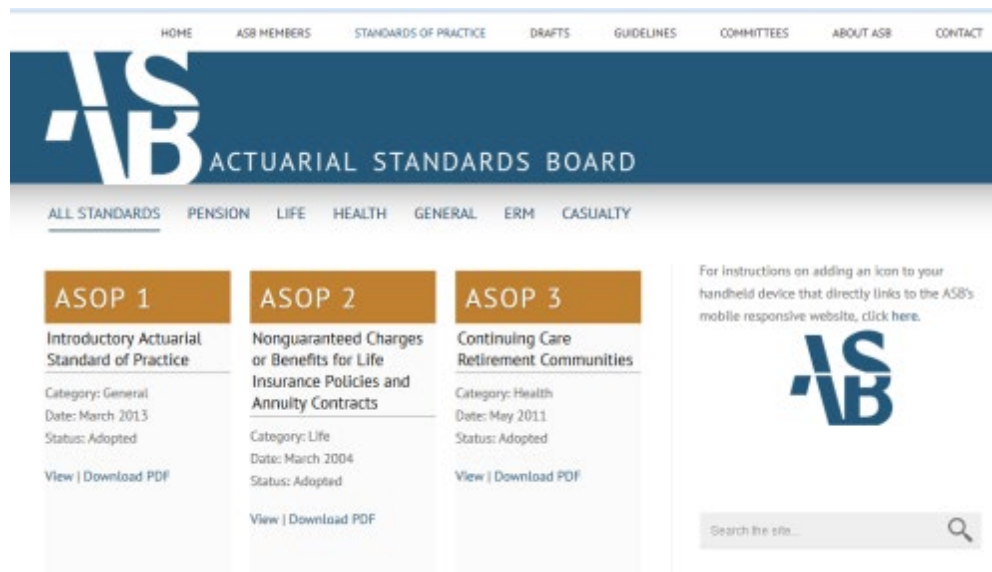 HOME ASB MEMBERS STANDARDS OF PRACTICE DRAFTS GUIDELINES COMMITTEES ABOUT ASB CONTACT
ASB
ACTUARIAL STANDARDS BOARD
ALL STANDARDS PENSION LIFE HEALTH GENERAL ERM CASUALTY
ASOP 1
Introductory Actuarial
Standard of Practice
Category: General
Date: March 2013
Status: Adopted
View | Download PDF
ASOP 2
Nonguaranteed Charges
or Benefits for Life
Insurance Policies and
Annuity Contracts
Category: Life
Date: March 2004
Status: Adopted
View | Download PDF
ASOP 3
Continuing Care
Retirement Communities
Category: Health
Date: May 2011
Status: Adopted
View | Download PDF
For instructions on adding an icon to your
handheld device that directly links to the ASB's
mobile responsive website, click here.
ASB
Search the site...